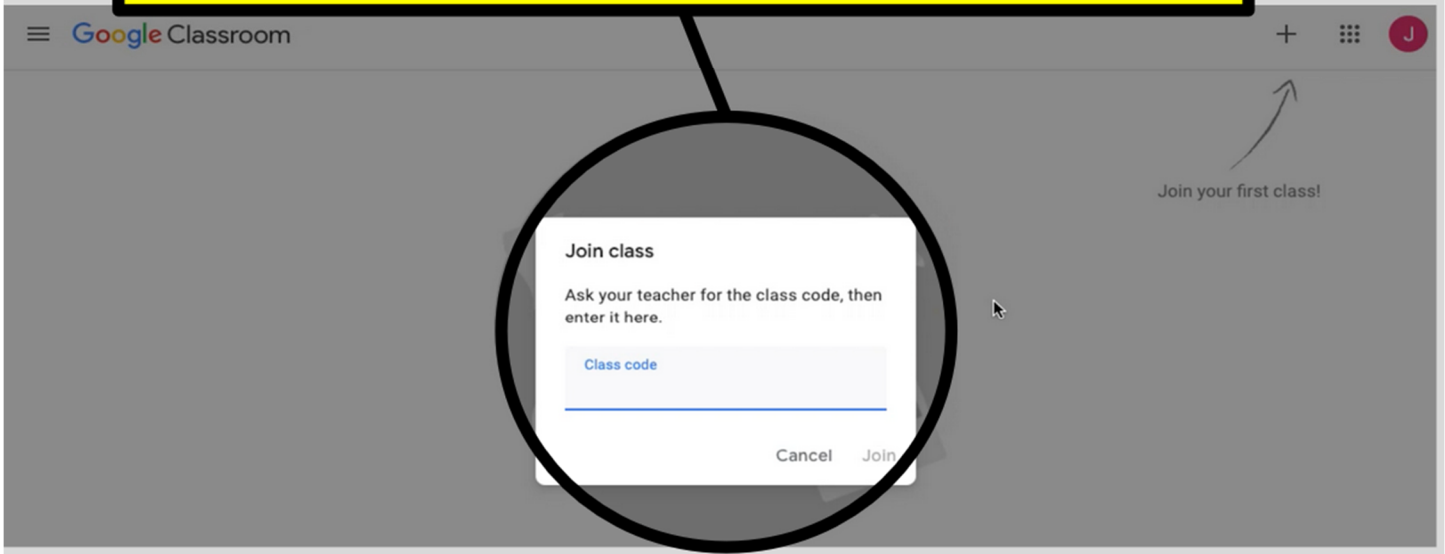 Google Classroom
J
Join your first class!
Join class
Ask your teacher for the class code, then
enter it here.
Class code
Cancel Join